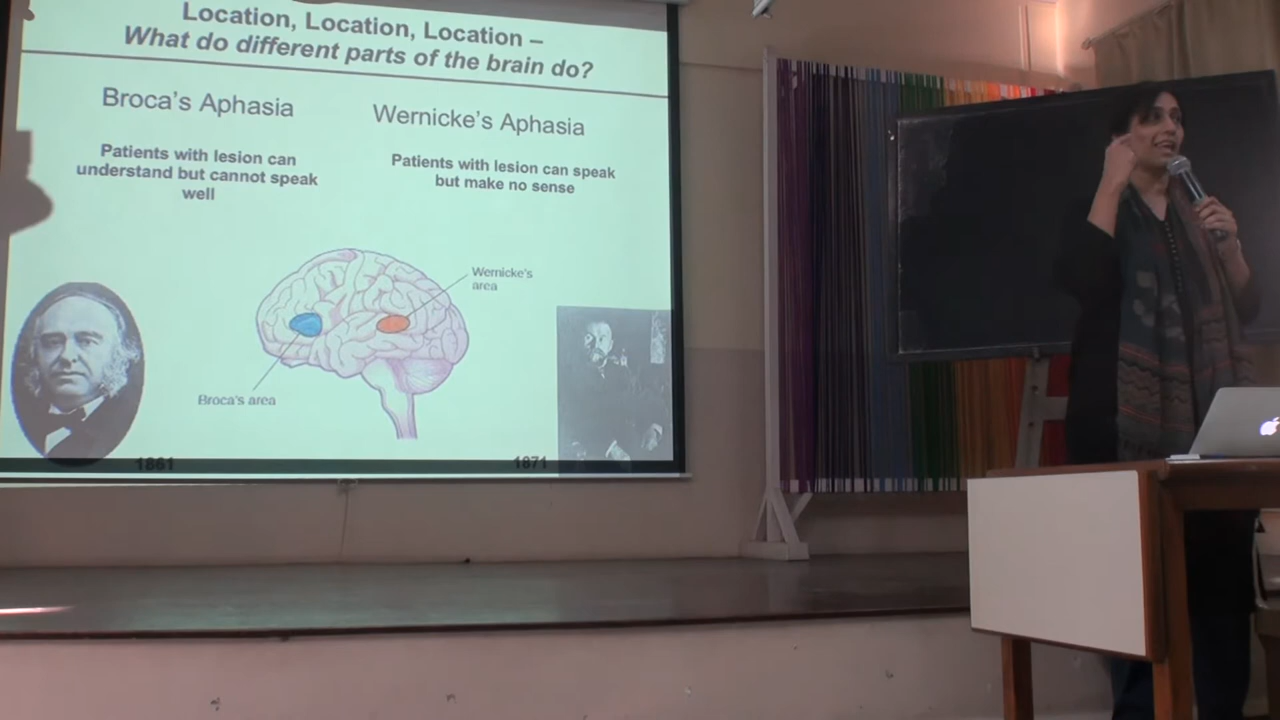 Location, Location, Location –
What do different parts of the brain do?
Broca's Aphasia
Patients with lesion can
understand but cannot speak
well
Wernicke's Aphasia
Patients with lesion can speak
but make no sense
Wernicke's
area
Broca's area
1861
1871